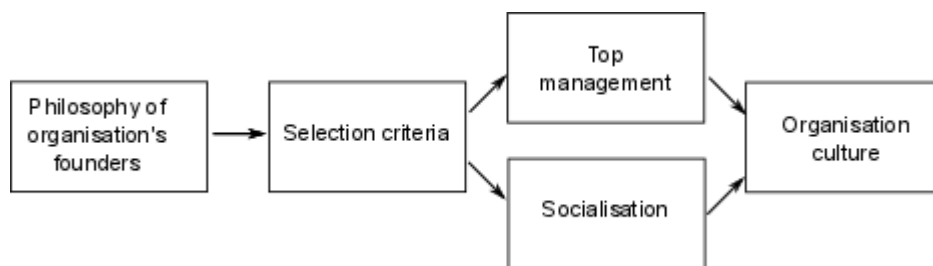 Philosophy of
organisation's
founders
Selection criteria
Top
management
Socialisation
Organisation
culture